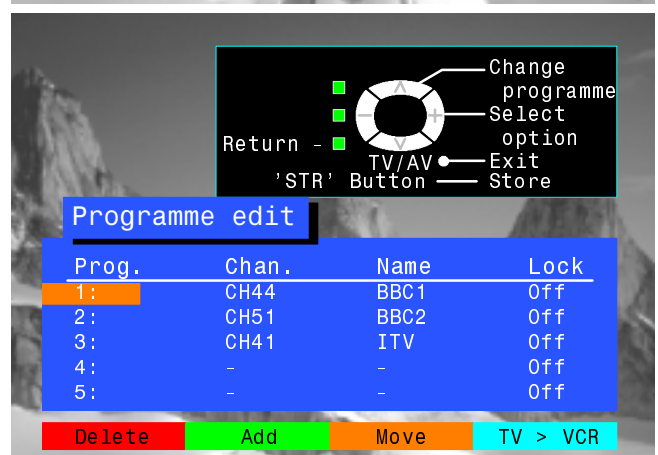 Change
programme
Select
option
Return -
TV/AV Exit
'STR' Button Store
Programme edit
Prog. Chan. Name Lock
1: CH44 BBC1 Off
2: CH51 BBC2 Off
3: CH41 ITV Off
4: - - Off
5: - - Off
Delete Add Move TV > VCR